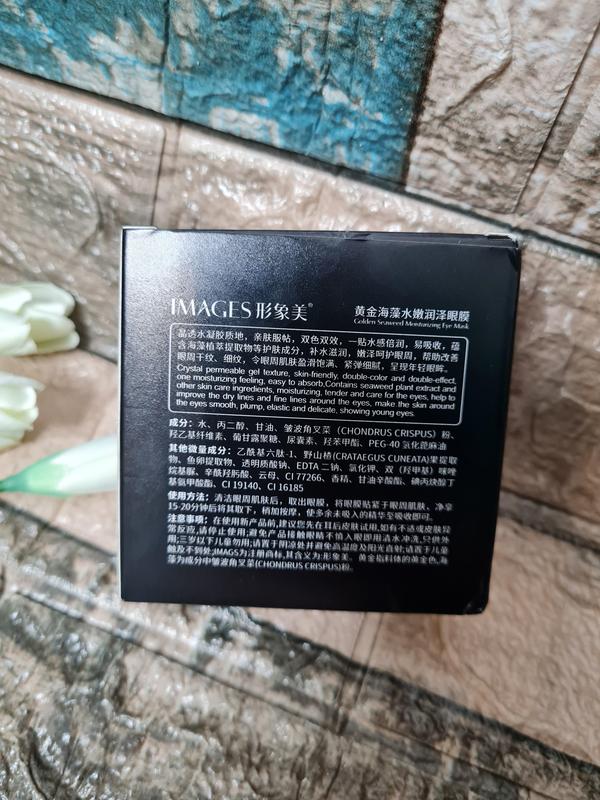 IMAGES 形象美®
黄金海藻水嫩润泽眼膜
Golden Seaweed Moisturizing Eye Mask
晶透水凝胶质地，亲肤服帖，双色双效，一贴水感倍润，易吸收，蕴
含海藻植萃提取物等护肤成分，补水滋润，嫩泽呵护眼周，帮助改善
眼周干纹、细纹，令眼周肌肤盈滑饱满、紧弹细腻，呈现年轻眼眸。
Crystal permeable gel texture, skin-friendly, double-color and double-effect,
one moisturizing feeling, easy to absorb,Contains seaweed plant extract and
other skin care ingredients, moisturizing, tender and care for the eyes, help to
improve the dry lines and fine lines around the eyes, make the skin around
the eyes smooth, plump, elastic and delicate, showing young eyes.
成分：水、丙二醇、甘油、皱波角叉菜（CHONDRUS CRISPUS）粉、
羟乙基纤维素、葡甘露聚糖、尿囊素、羟苯甲酯、PEG-40 氢化蓖麻油
其他微量成分：乙酰基六肽-1、野山楂(CRATAEGUS CUNEATA)果提取
物、鱼卵提取物、透明质酸钠、EDTA 二钠、氯化钾、双（羟甲基）咪唑
烷基脲、辛酰羟肟酸、云母、CI 77266、香精、甘油辛酸酯、碘丙炔醇丁
基氨甲酸酯、CI 19140、CI 16185
使用方法：清洁眼周肌肤后，取出眼膜，将眼膜贴紧于眼周肌肤、净享
15-20分钟后将其取下，稍加按摩，使多余未吸入的精华至吸收即可。
注意事项：在使用新产品前,建议您先在耳后皮肤试用,如有不适或皮肤异
常反应,请停止使用;避免产品接触眼睛不慎入眼即用清水冲洗,只供外
用;三岁以下儿童勿用;请置于阴凉处并避免高温度及阳光直射;请置于儿童
触及不到处;IMAGS为注册商标,其含义为:形象美、黄金指料体的黄金色,海
藻为成分中皱波角叉菜(CHONDRUS CRISPUS)粉。